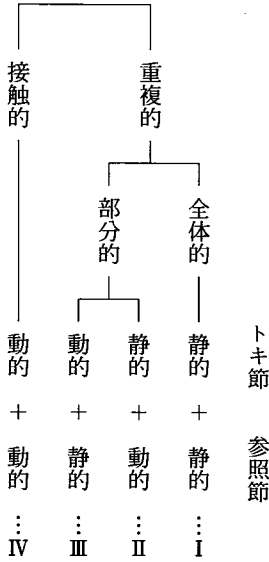 トキ節 参照節
重複的 全体的 静的 + 静的 … Ⅰ
部分的 静的 + 動的 … Ⅱ
動的 + 静的 … Ⅲ
接触的 動的 + 動的 … Ⅳ